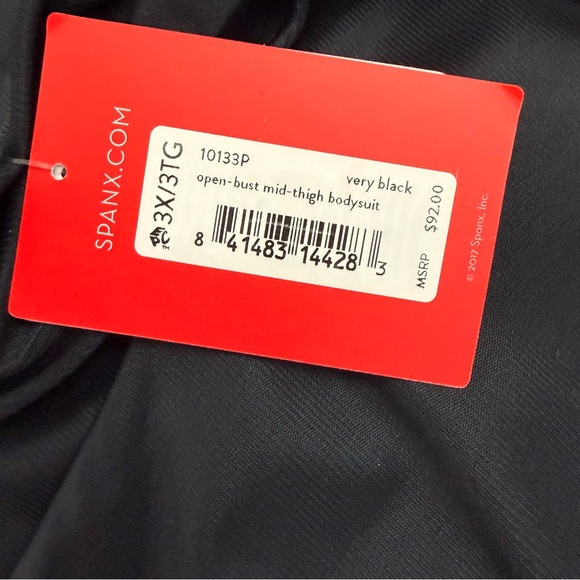 SPANX.COM
3X/3TG
10133P very black
open-bust mid-thigh bodysuit
8 41483 14428 3
MSRP $92.00
© 2017 Spanx, Inc.